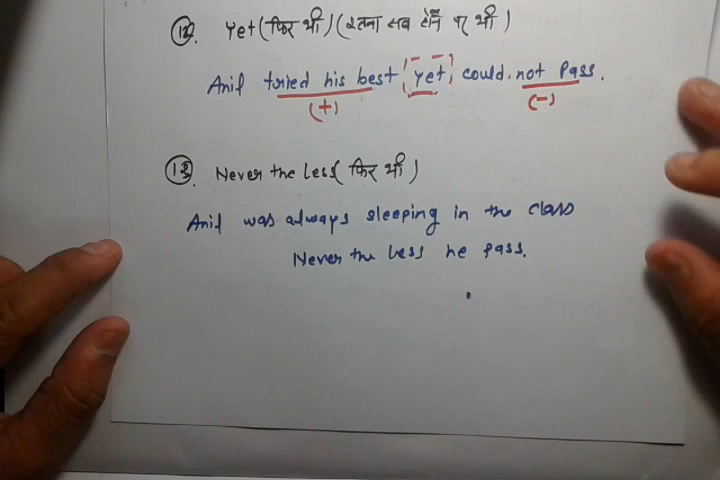 12. Yet (फिर भी) (इतना सब होने पर भी)
Anil tried his best yet could not Pass.
(+) (-)
13. Never the Less (फिर भी)
Anil was always sleeping in the class
Never the Less he pass.